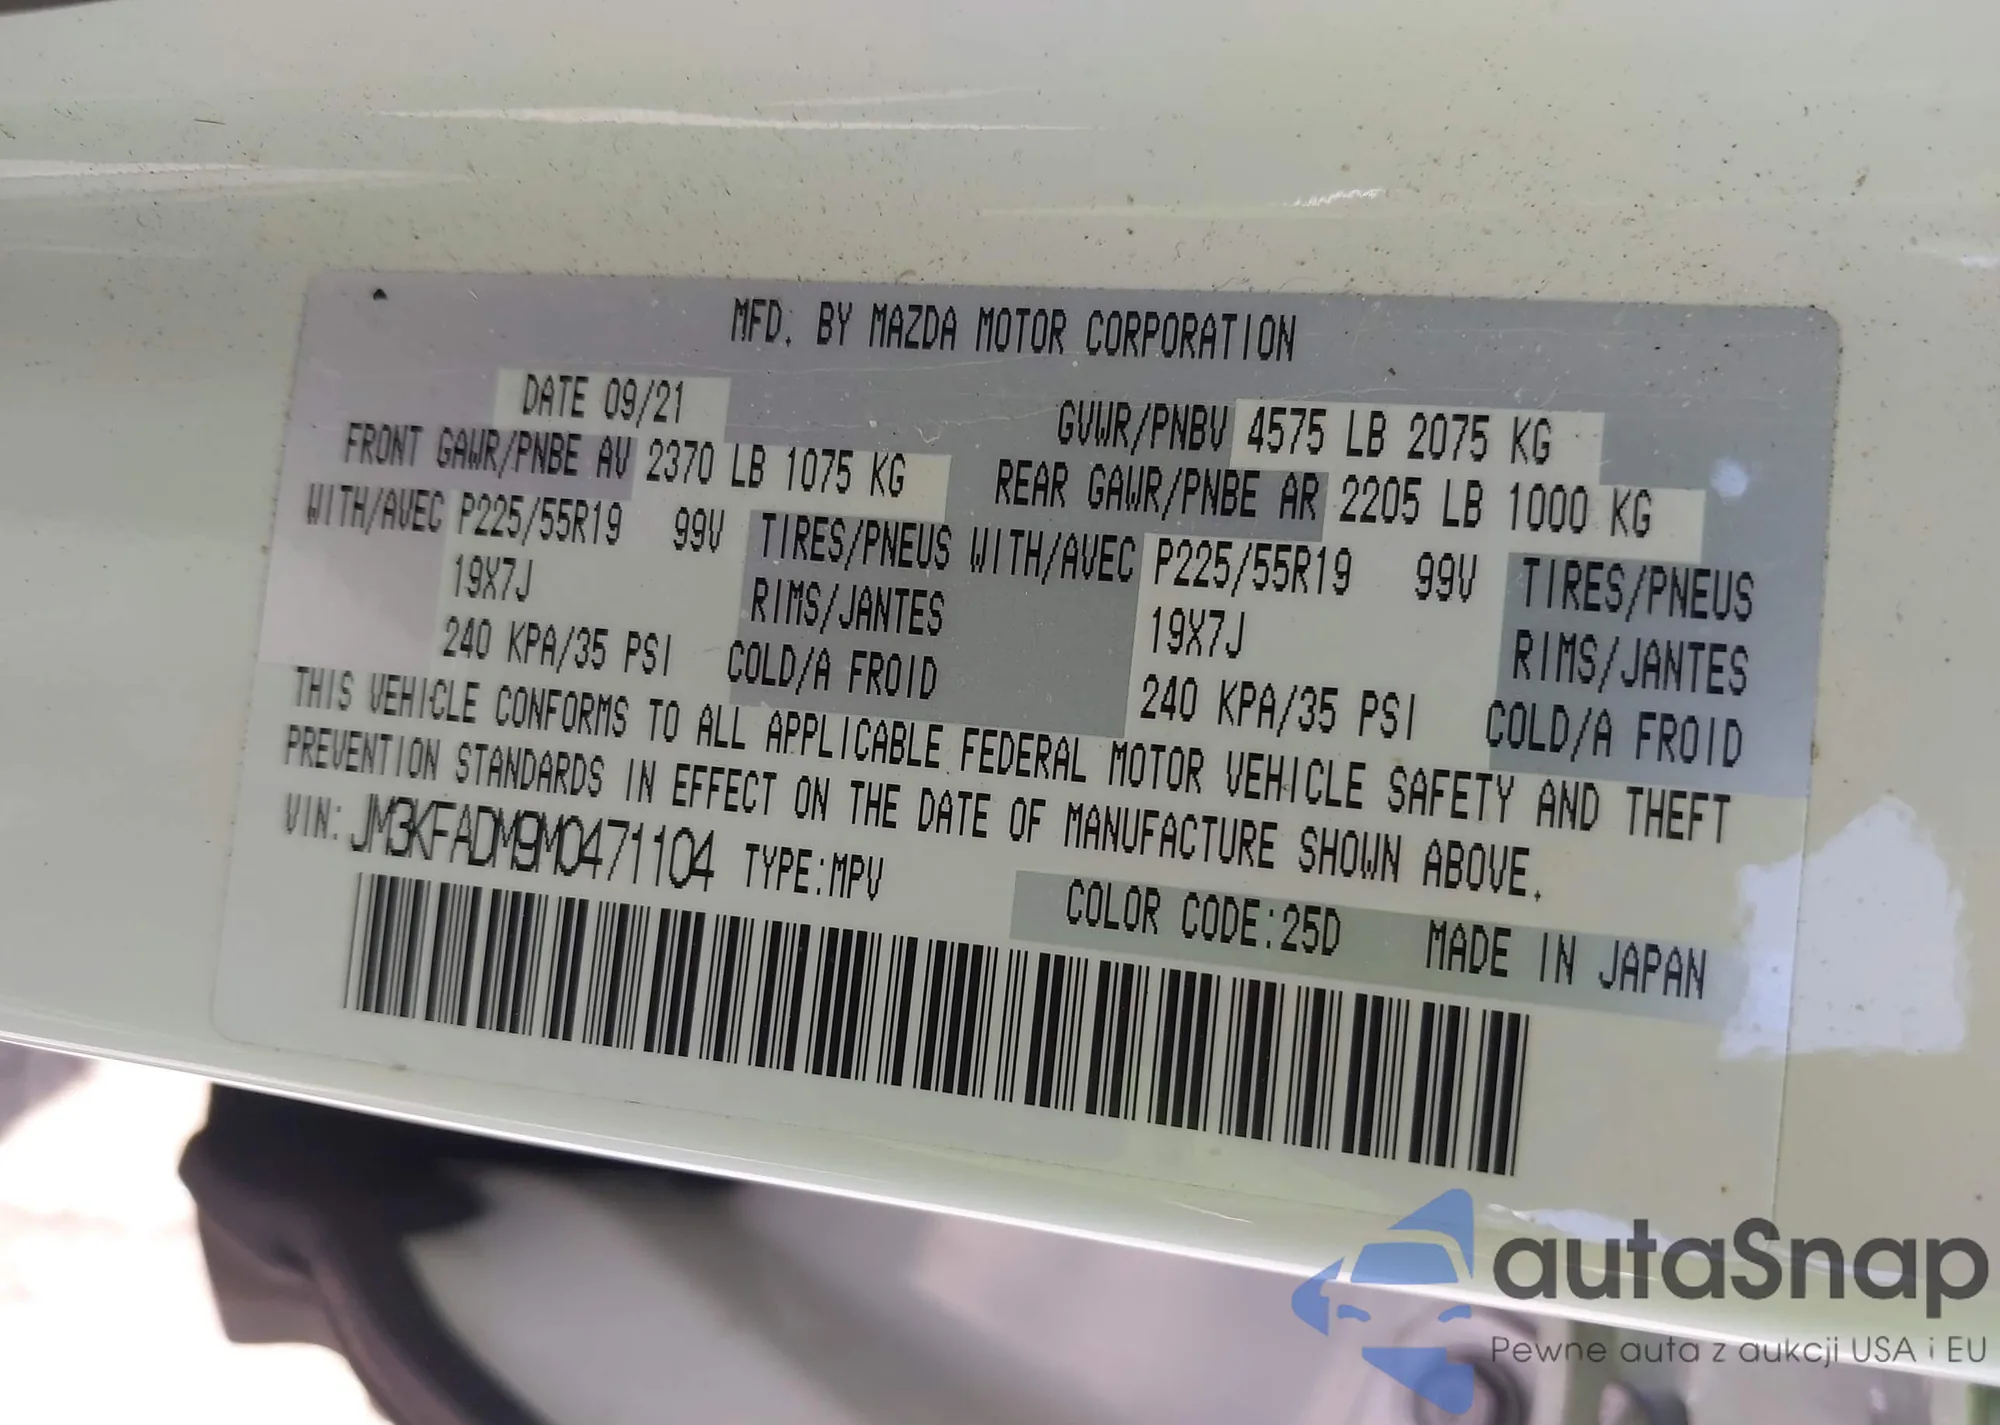 MFD. BY MAZDA MOTOR CORPORATION
DATE 09/21
GVWR/PNBV 4575 LB 2075 KG
FRONT GAWR/PNBE AV 2370 LB 1075 KG
REAR GAWR/PNBE AR 2205 LB 1000 KG
WITH/AVEC P225/55R19 99V TIRES/PNEUS WITH/AVEC P225/55R19 99V TIRES/PNEUS
19X7J RIMS/JANTES 19X7J RIMS/JANTES
240 KPA/35 PSI COLD/A FROID 240 KPA/35 PSI COLD/A FROID
THIS VEHICLE CONFORMS TO ALL APPLICABLE FEDERAL MOTOR VEHICLE SAFETY AND THEFT
PREVENTION STANDARDS IN EFFECT ON THE DATE OF MANUFACTURE SHOWN ABOVE.
VIN: JM3KFADM9M0471104 TYPE:MPV
COLOR CODE:25D MADE IN JAPAN
autaSnap
Pewne auta z aukcji USA i EU